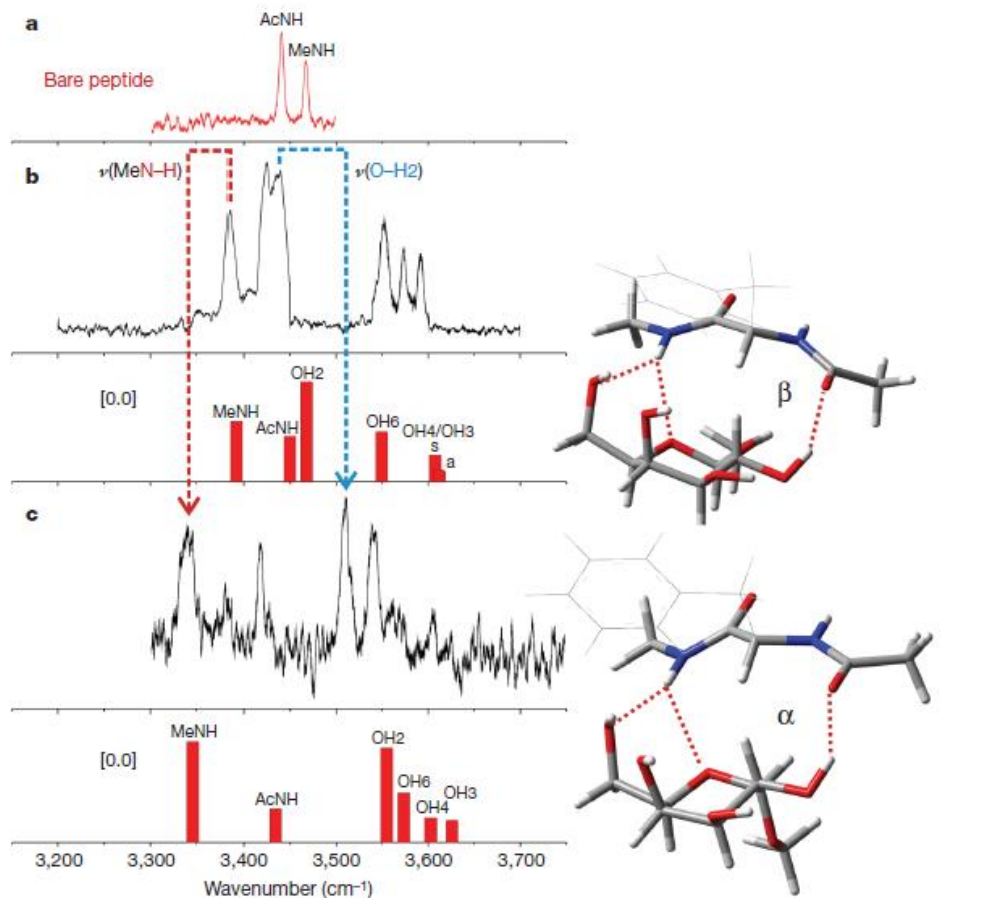 a
AcNH
MeNH
Bare peptide
b
ν(MeN–H)
ν(O–H2)
[0.0]
MeNH
AcNH
OH2
OH6
OH4/OH3
s
a
β
c
[0.0]
MeNH
AcNH
OH2
OH6
OH4
OH3
α
3,200 3,300 3,400 3,500 3,600 3,700
Wavenumber (cm⁻¹)